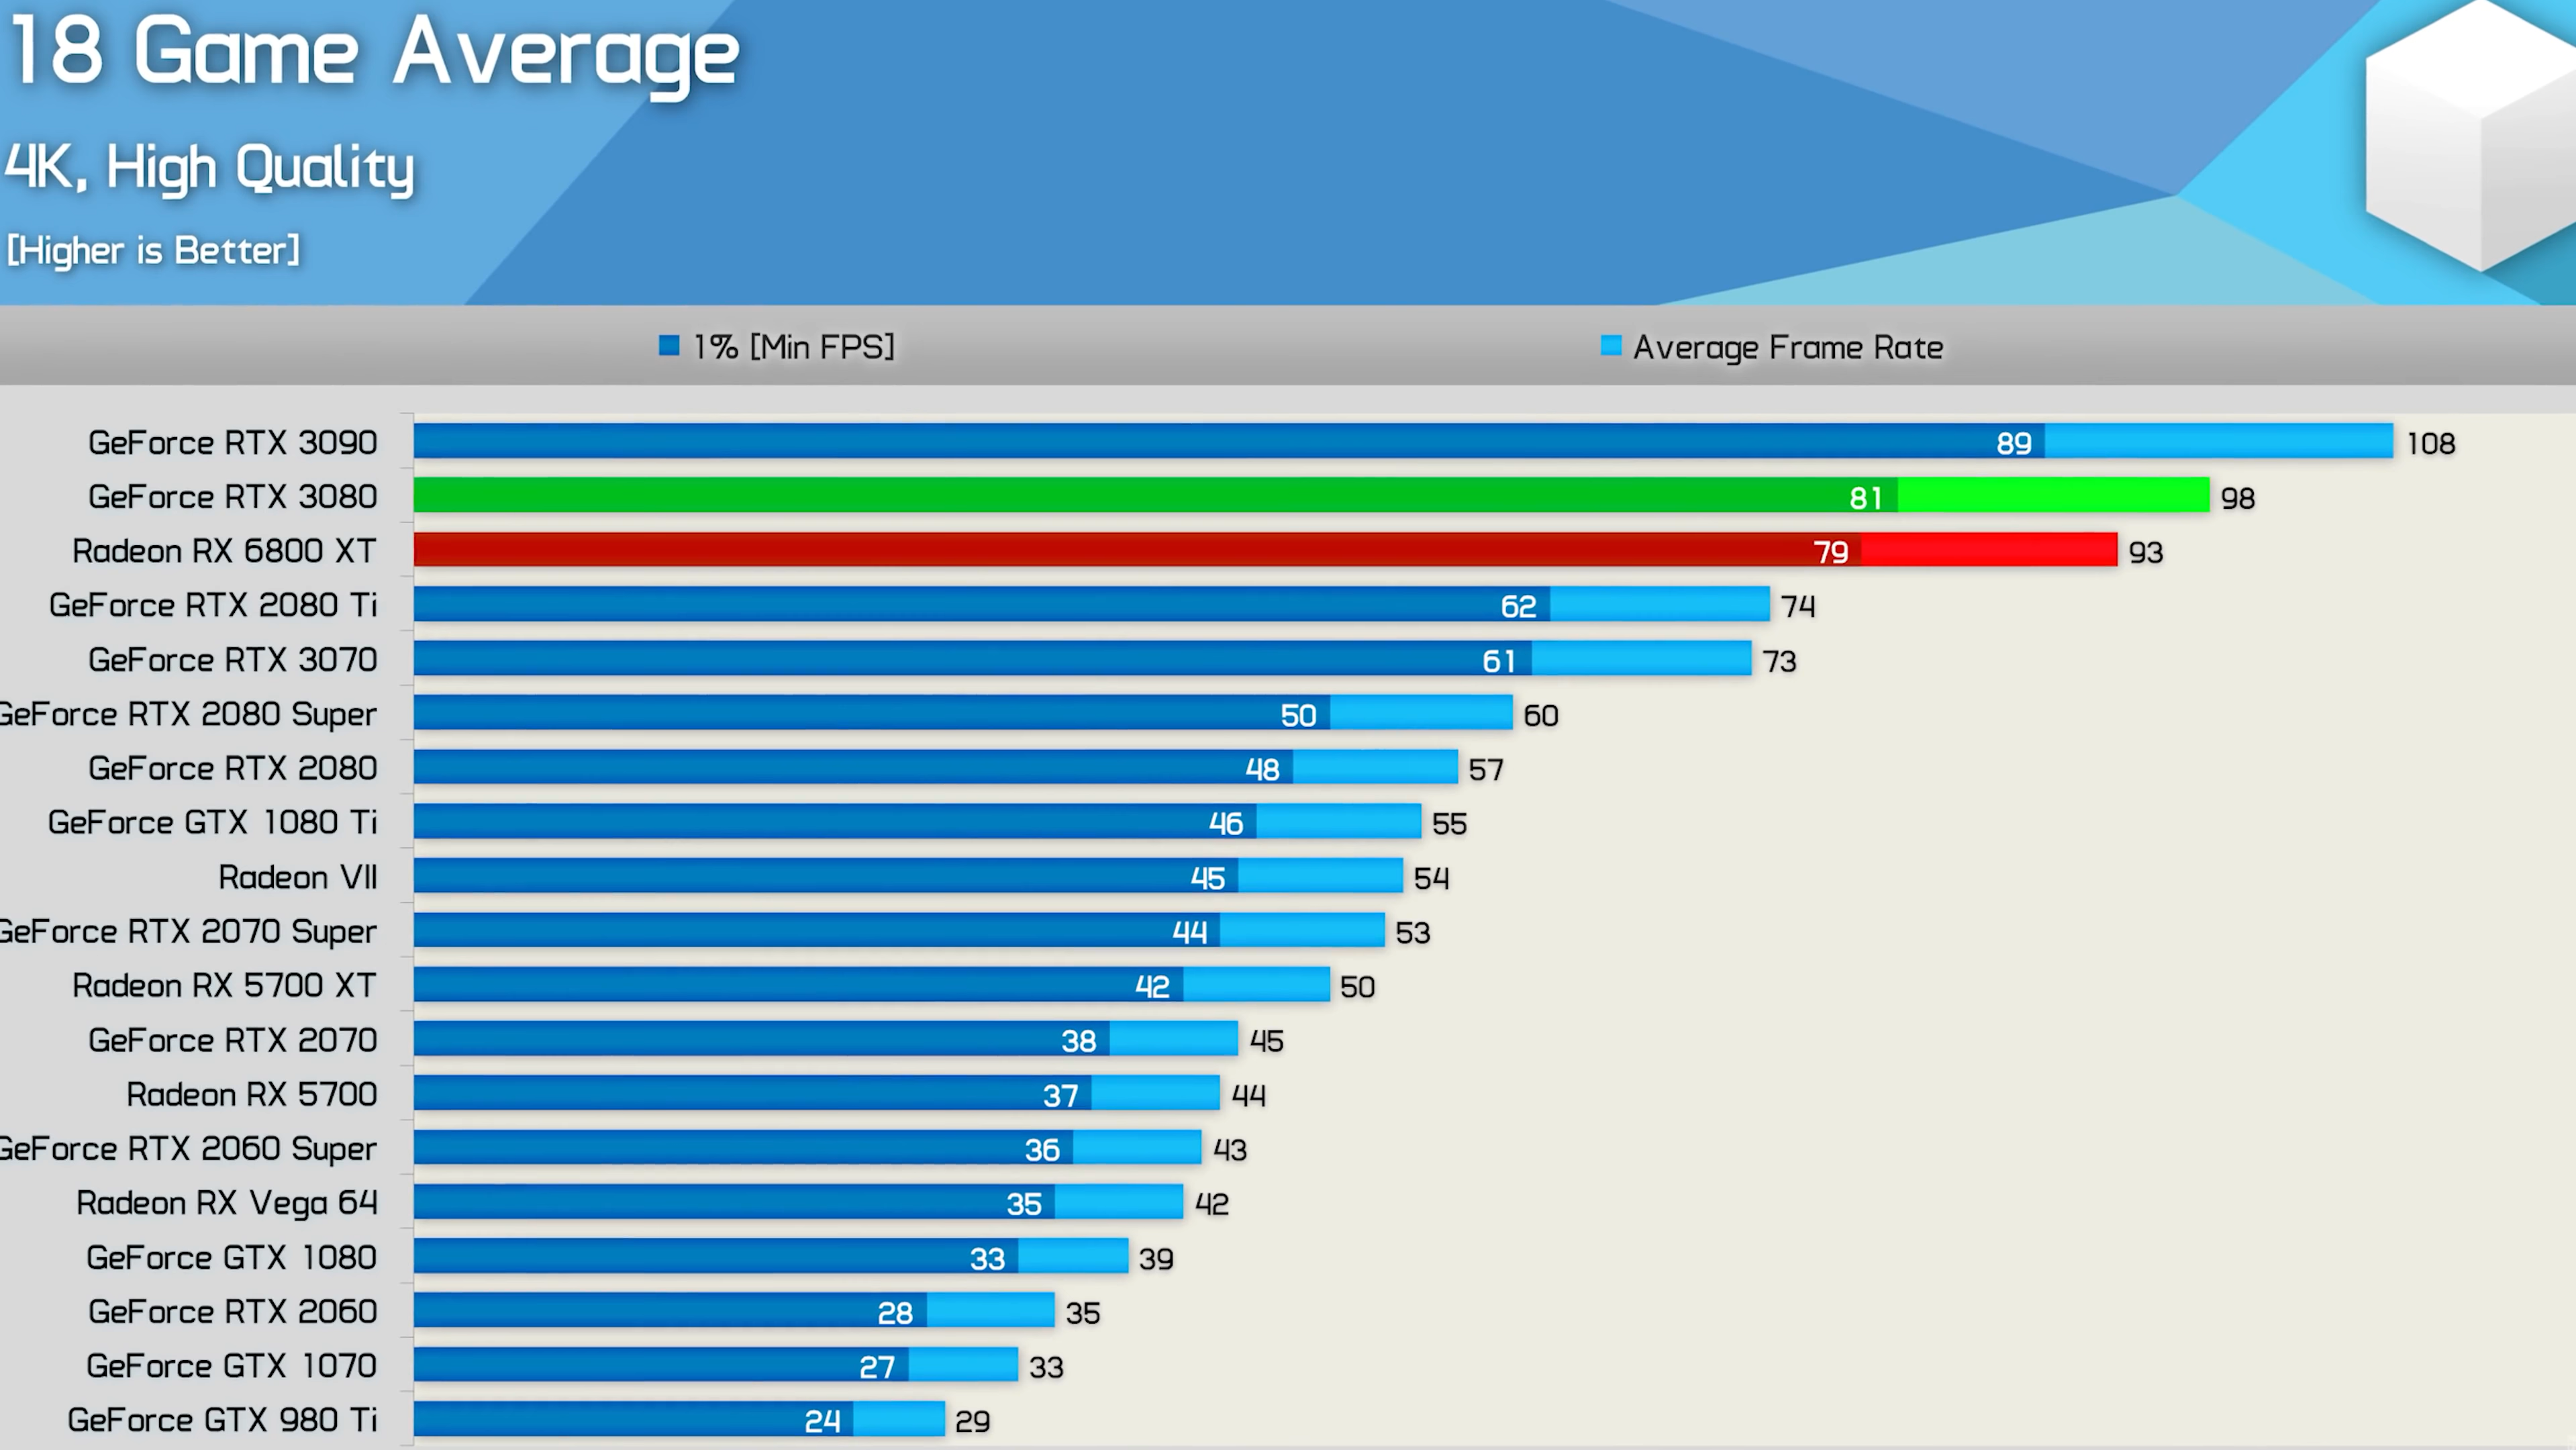 18 Game Average
4K, High Quality
[Higher is Better]
1% [Min FPS] Average Frame Rate
GeForce RTX 3090 89 108
GeForce RTX 3080 81 98
Radeon RX 6800 XT 79 93
GeForce RTX 2080 Ti 62 74
GeForce RTX 3070 61 73
GeForce RTX 2080 Super 50 60
GeForce RTX 2080 48 57
GeForce GTX 1080 Ti 46 55
Radeon VII 45 54
GeForce RTX 2070 Super 44 53
Radeon RX 5700 XT 42 50
GeForce RTX 2070 38 45
Radeon RX 5700 37 44
GeForce RTX 2060 Super 36 43
Radeon RX Vega 64 35 42
GeForce GTX 1080 33 39
GeForce RTX 2060 28 35
GeForce GTX 1070 27 33
GeForce GTX 980 Ti 24 29